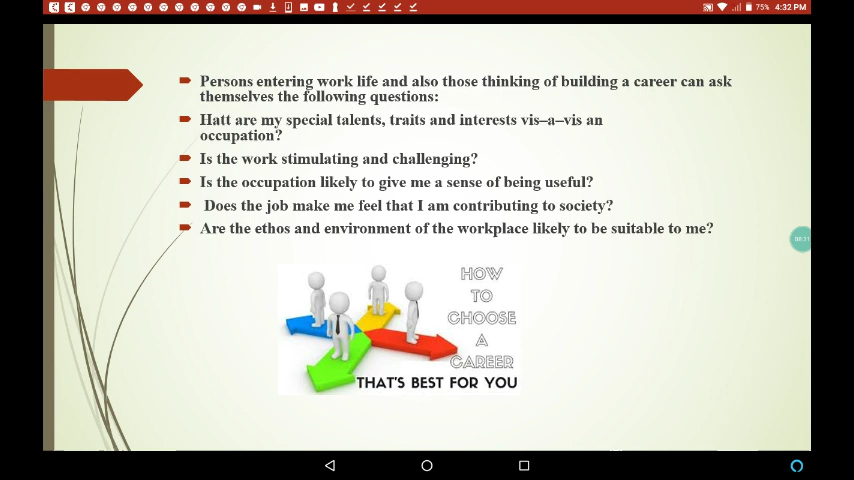 75% 4:32 PM
Persons entering work life and also those thinking of building a career can ask
themselves the following questions:
Hatt are my special talents, traits and interests vis–a–vis an
occupation?
Is the work stimulating and challenging?
Is the occupation likely to give me a sense of being useful?
Does the job make me feel that I am contributing to society?
Are the ethos and environment of the workplace likely to be suitable to me?
HOW
TO
CHOOSE
A
CAREER
THAT'S BEST FOR YOU